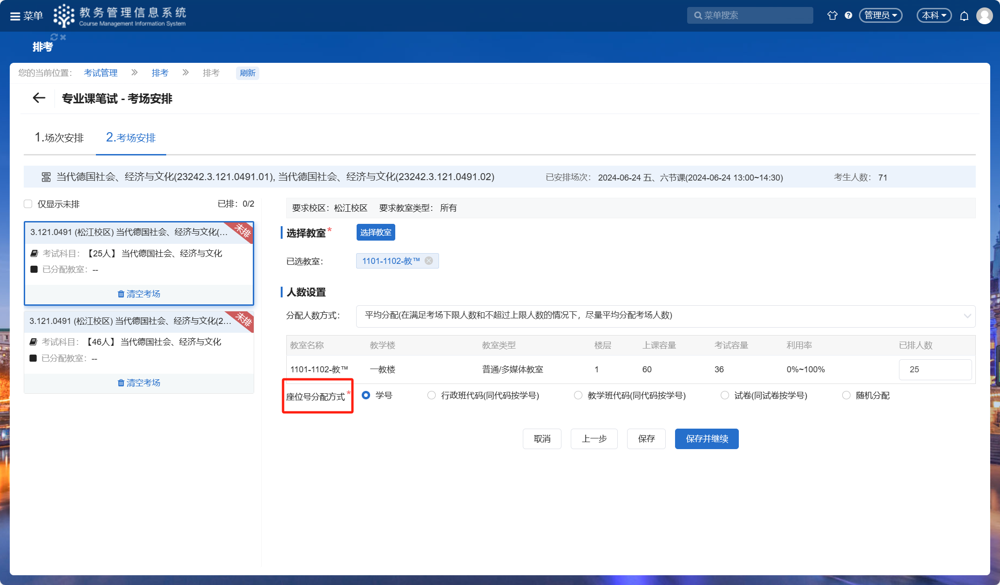 菜单
教务管理信息系统
Course Management Information System
菜单搜索
管理员
本科
排考
您的当前位置： 考试管理 排考 排考 刷新
专业课笔试 - 考场安排
1.场次安排 2.考场安排
当代德国社会、经济与文化(23242.3.121.0491.01), 当代德国社会、经济与文化(23242.3.121.0491.02) 已安排场次： 2024-06-24 五、六节课(2024-06-24 13:00~14:30) 考生人数： 71
仅显示未排 已排：0/2
3.121.0491 (松江校区) 当代德国社会、经济与文化(... 未排
考试科目： 【25人】 当代德国社会、经济与文化
已分配教室： --
清空考场
3.121.0491 (松江校区) 当代德国社会、经济与文化(2... 未排
考试科目： 【46人】 当代德国社会、经济与文化
已分配教室： --
清空考场
要求校区：松江校区 要求教室类型： 所有
选择教室* 选择教室
已选教室： 1101-1102-教™
人数设置
分配人数方式： 平均分配(在满足考场下限人数和不超过上限人数的情况下，尽量平均分配考场人数)
教室名称 教学楼 教室类型 楼层 上课容量 考试容量 利用率 已排人数
1101-1102-教™ 一教楼 普通/多媒体教室 1 60 36 0%~100% 25
座位号分配方式* 学号 行政班代码(同代码按学号) 教学班代码(同代码按学号) 试卷(同试卷按学号) 随机分配
取消 上一步 保存 保存并继续